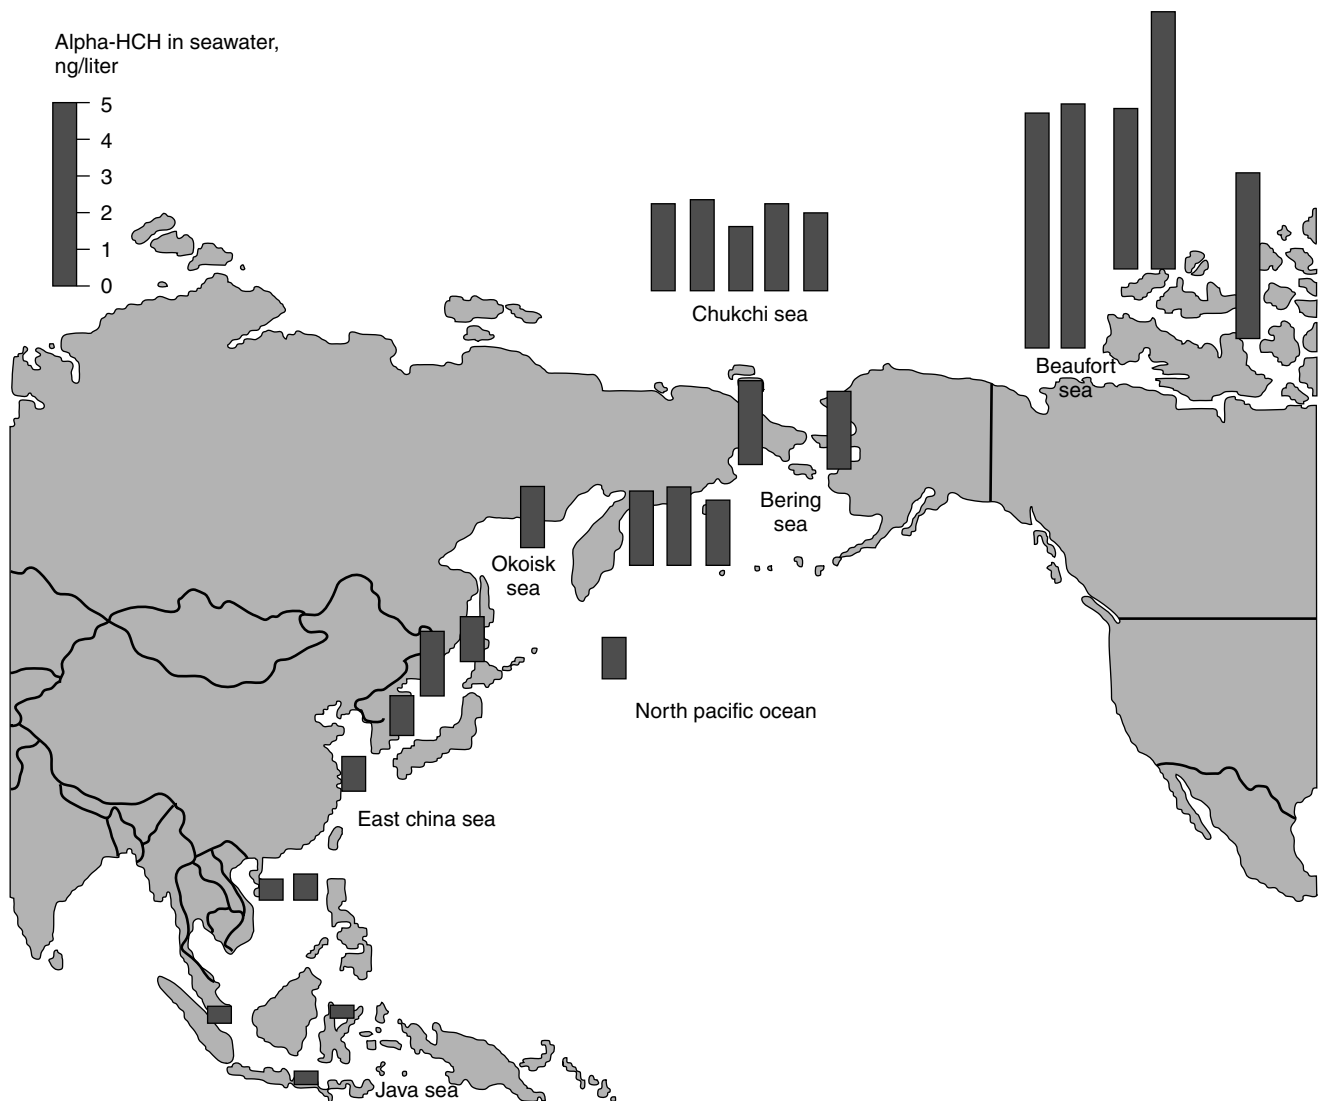 Alpha-HCH in seawater,
ng/liter
5
4
3
2
1
0
Chukchi sea
Beaufort
sea
Bering
sea
Okoisk
sea
North pacific ocean
East china sea
Java sea